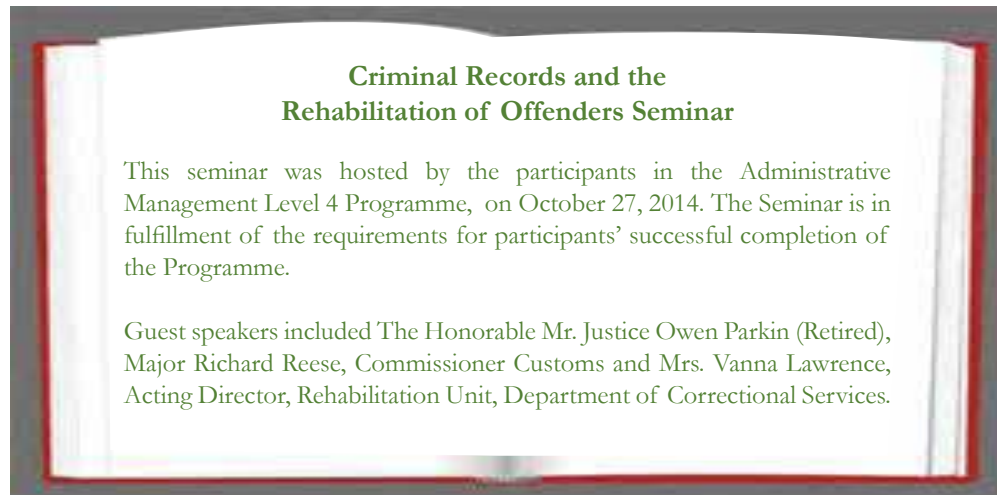 Criminal Records and the
Rehabilitation of Offenders Seminar
This seminar was hosted by the participants in the Administrative
Management Level 4 Programme, on October 27, 2014. The Seminar is in
fulfillment of the requirements for participants’ successful completion of
the Programme.
Guest speakers included The Honorable Mr. Justice Owen Parkin (Retired),
Major Richard Reese, Commissioner Customs and Mrs. Vanna Lawrence,
Acting Director, Rehabilitation Unit, Department of Correctional Services.